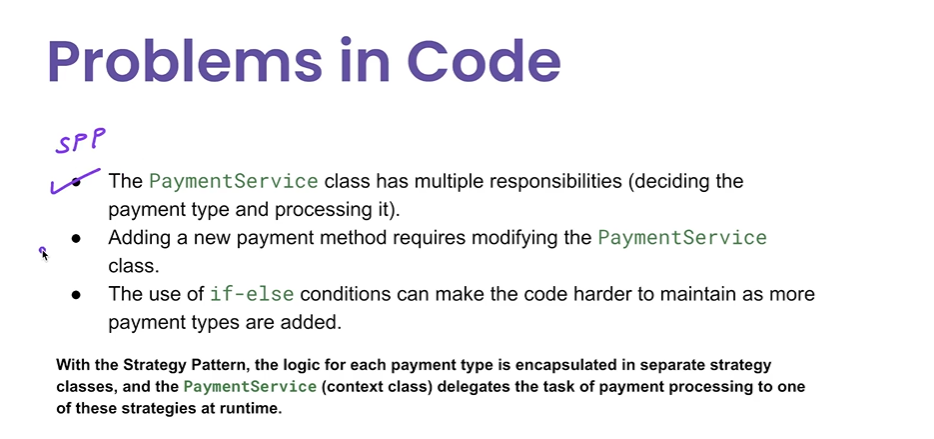 Problems in Code
SPP
● The PaymentService class has multiple responsibilities (deciding the
payment type and processing it).
● Adding a new payment method requires modifying the PaymentService
class.
● The use of if-else conditions can make the code harder to maintain as more
payment types are added.
With the Strategy Pattern, the logic for each payment type is encapsulated in separate strategy
classes, and the PaymentService (context class) delegates the task of payment processing to one
of these strategies at runtime.